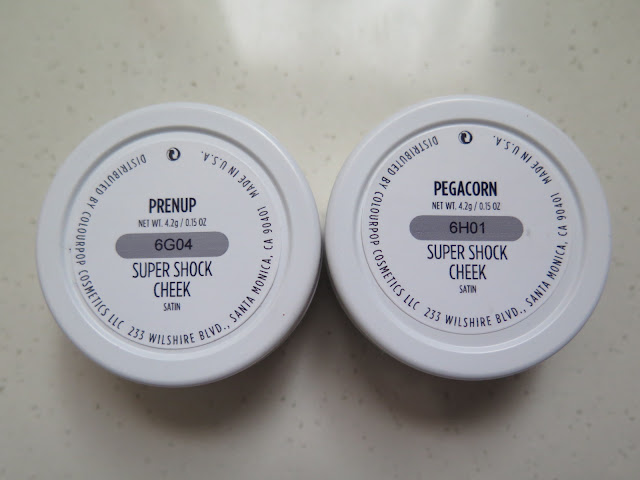 PRENUP
NET WT. 4.2g / 0.15 OZ
6G04
SUPER SHOCK
CHEEK
SATIN
DISTRIBUTED BY COLOURPOP COSMETICS LLC 233 WILSHIRE BLVD., SANTA MONICA, CA 90401 MADE IN U.S.A.
PEGACORN
NET WT. 4.2g / 0.15 OZ
6H01
SUPER SHOCK
CHEEK
SATIN
DISTRIBUTED BY COLOURPOP COSMETICS LLC 233 WILSHIRE BLVD., SANTA MONICA, CA 90401 MADE IN U.S.A.